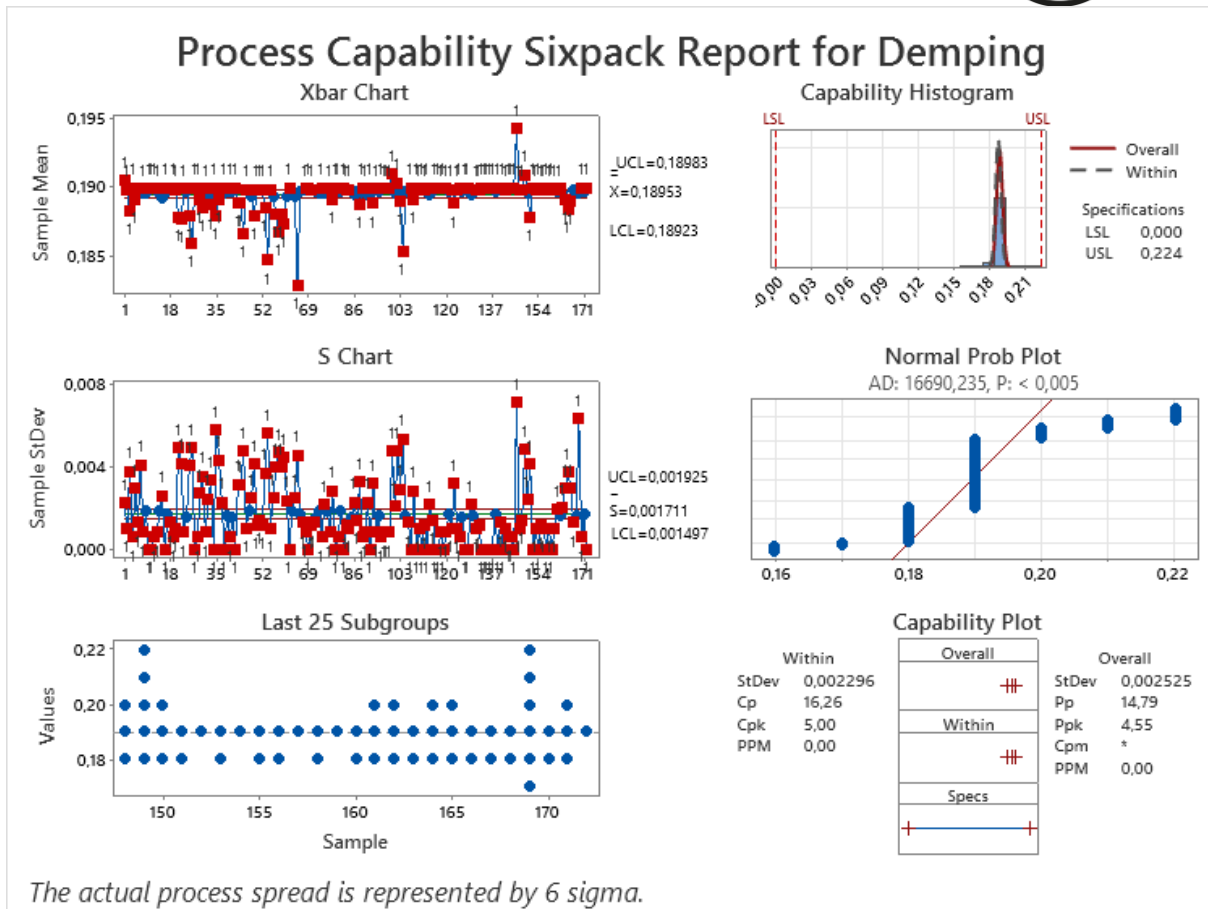 Process Capability Sixpack Report for Demping
Xbar Chart
Sample Mean
0,195
0,190
0,185
UCL=0,18983
X=0,18953
LCL=0,18923
1 18 35 52 69 86 103 120 137 154 171
Capability Histogram
LSL USL
Overall
Within
Specifications
LSL 0,000
USL 0,224
-0,00 0,03 0,06 0,09 0,12 0,15 0,18 0,21
S Chart
Sample StDev
0,008
0,004
0,000
UCL=0,001925
S=0,001711
LCL=0,001497
1 18 35 52 69 86 103 120 137 154 171
Normal Prob Plot
AD: 16690,235, P: < 0,005
0,16 0,18 0,20 0,22
Last 25 Subgroups
Values
0,22
0,20
0,18
150 155 160 165 170
Sample
Capability Plot
Within
StDev 0,002296
Cp 16,26
Cpk 5,00
PPM 0,00
Overall
Within
Specs
Overall
StDev 0,002525
Pp 14,79
Ppk 4,55
Cpm *
PPM 0,00
The actual process spread is represented by 6 sigma.